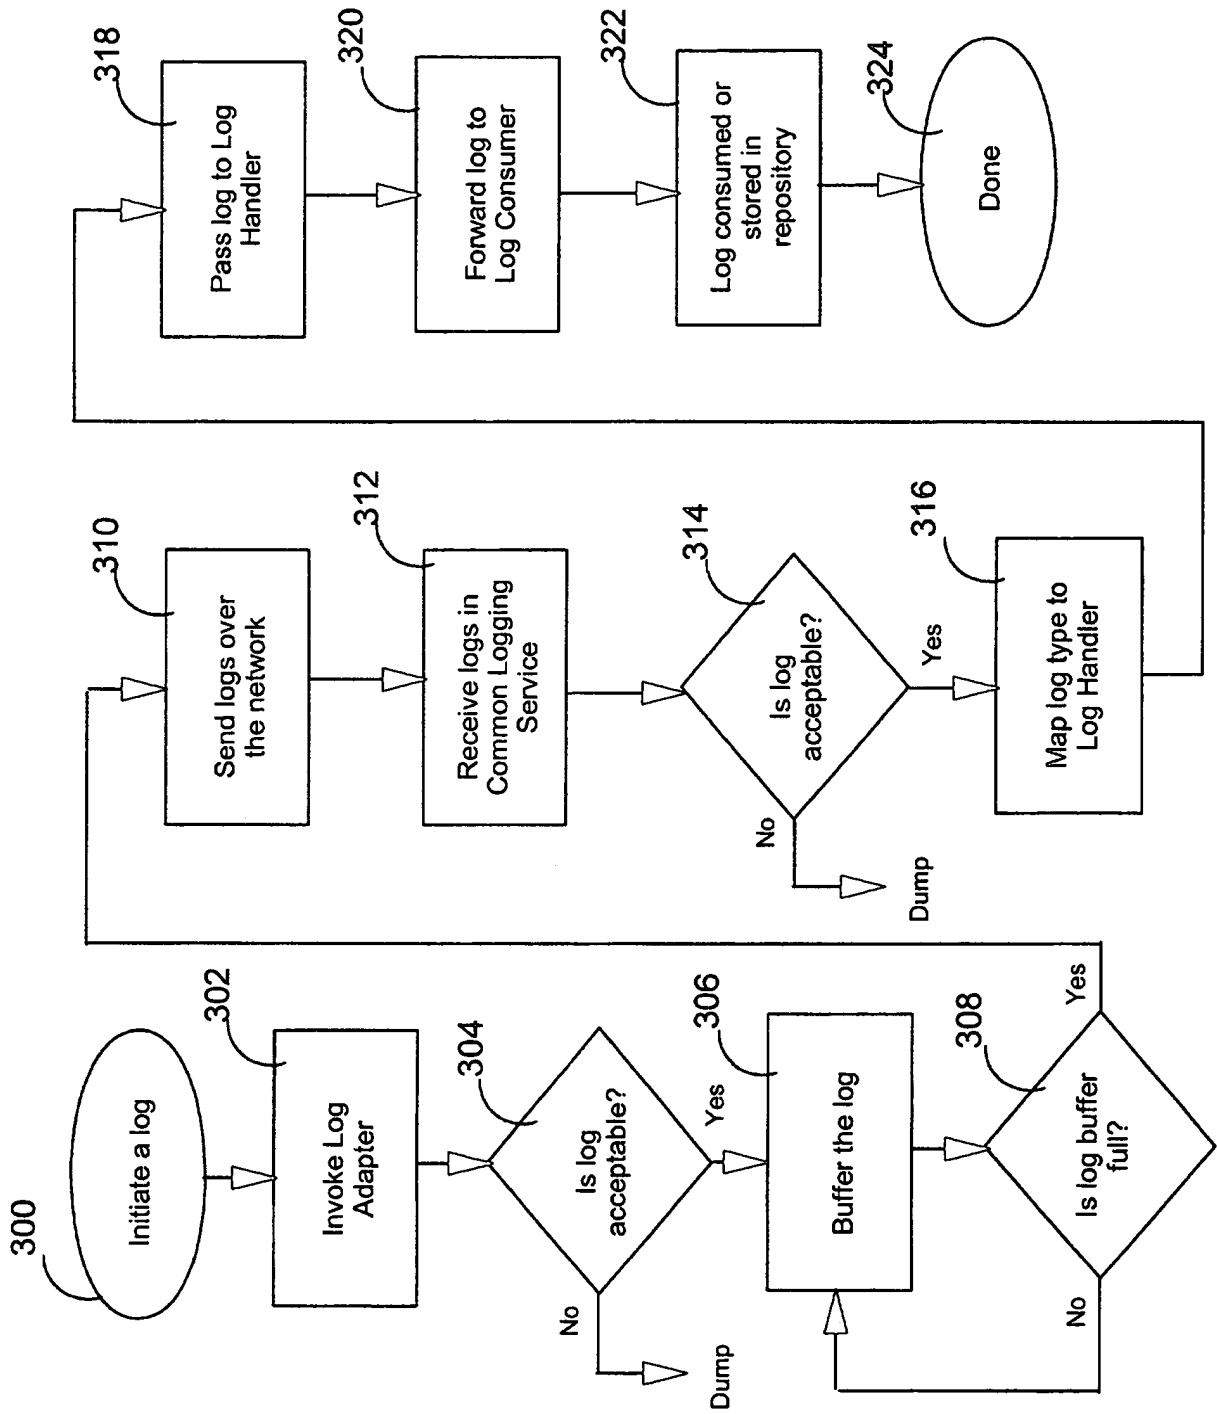 300
Initiate a log
302
Invoke Log
Adapter
304
Is log
acceptable?
No
Dump
Yes
306
Buffer the log
308
Is log buffer
full?
No
Yes
310
Send logs over
the network
312
Receive logs in
Common Logging
Service
314
Is log
acceptable?
No
Dump
Yes
316
Map log type to
Log Handler
318
Pass log to Log
Handler
320
Forward log to
Log Consumer
322
Log consumed or
stored in
repository
324
Done